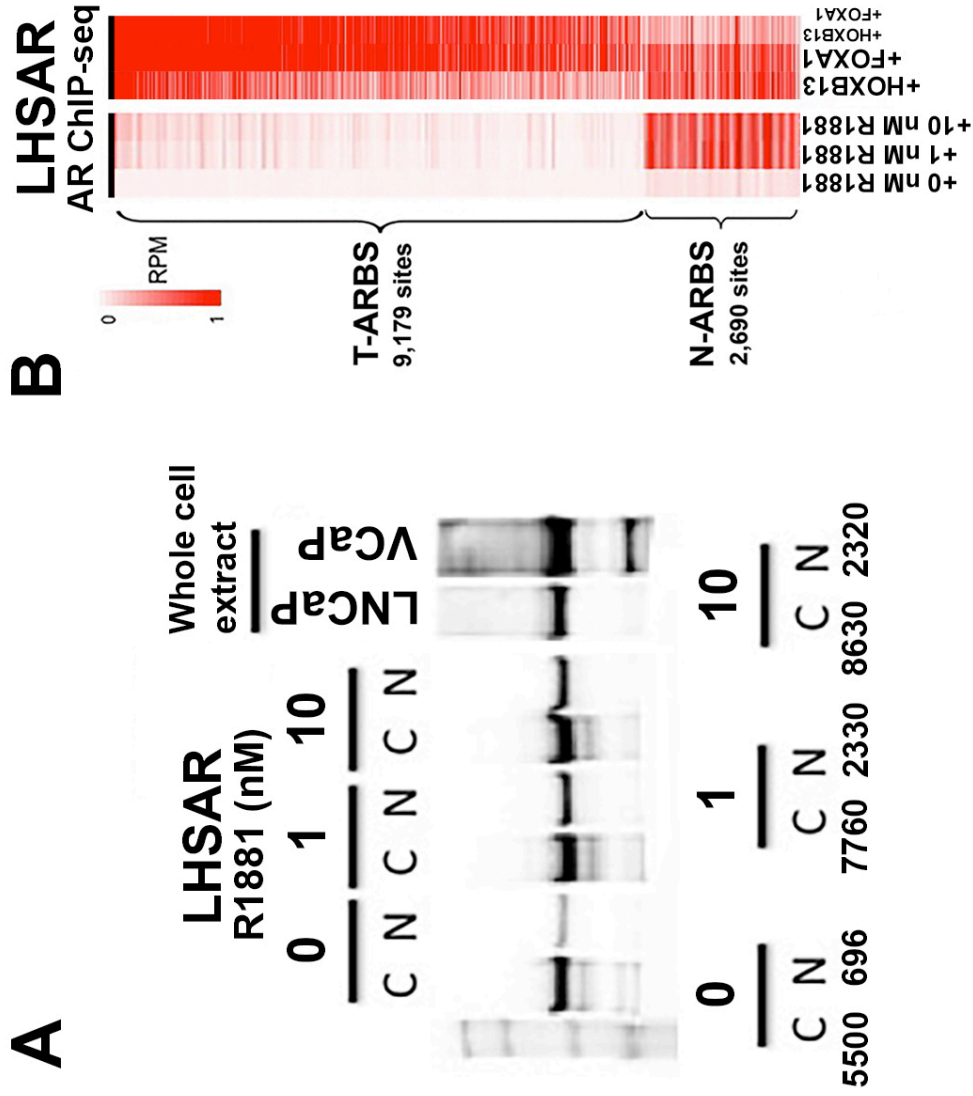 A
LHSAR
R1881 (nM)
0 1 10
C N C N C N
Whole cell
extract
LNCaP
VCaP
0 1 10
C N C N C N
5500 696 7760 2330 8630 2320
B
LHSAR
AR ChIP-seq
RPM
0
1
T-ARBS
9,179 sites
N-ARBS
2,690 sites
+0 nM R1881
+1 nM R1881
+10 nM R1881
+HOXB13
+FOXA1
+HOXB13
+FOXA1